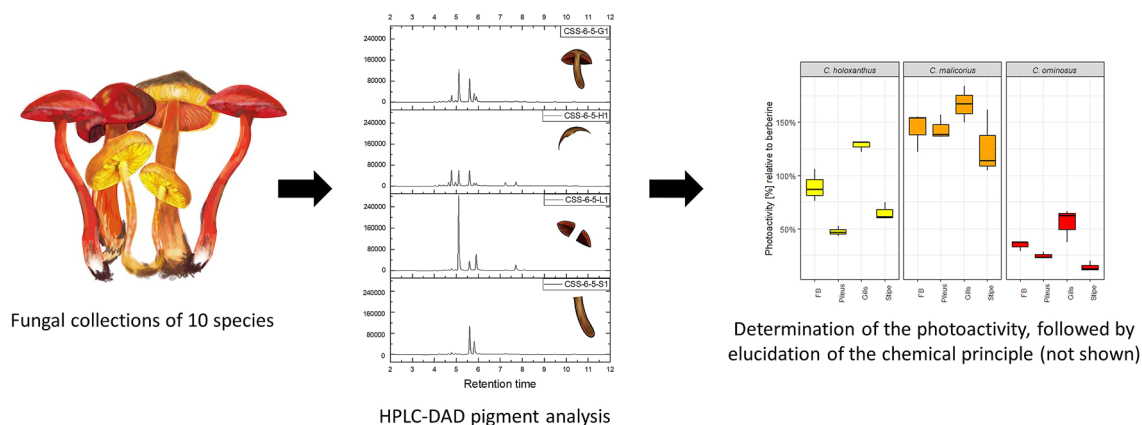 Fungal collections of 10 species
2 3 4 5 6 7 8 9 10 11 12
CSS-6-5-G1
240000
160000
80000
0
CSS-6-5-H1
240000
160000
80000
0
CSS-6-5-L1
240000
160000
80000
0
CSS-6-5-S1
240000
160000
80000
0
2 3 4 5 6 7 8 9 10 11 12
Retention time
HPLC-DAD pigment analysis
C. holoxanthus C. malicorius C. ominosus
Photoactivity [%] relative to berberine
150%
100%
50%
FB Pileus Gills Stipe FB Pileus Gills Stipe FB Pileus Gills Stipe
Determination of the photoactivity, followed by
elucidation of the chemical principle (not shown)